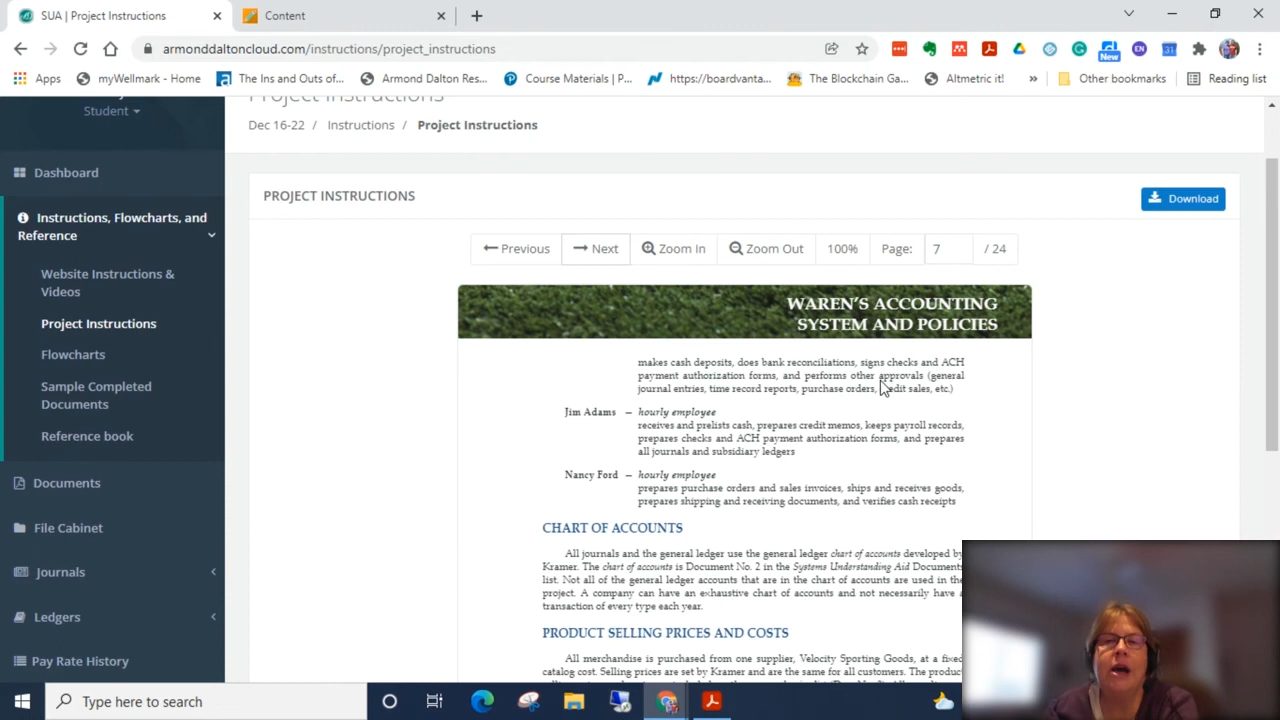 SUA | Project Instructions
Content
armonddaltoncloud.com/instructions/project_instructions
New
EN
31
Apps
myWellmark - Home
The Ins and Outs of...
Armond Dalton Res...
Course Materials | P...
https://boardvanta...
The Blockchain Ga...
Altmetric it!
»
Other bookmarks
Reading list
Student
Dashboard
Instructions, Flowcharts, and
Reference
Website Instructions &
Videos
Project Instructions
Flowcharts
Sample Completed
Documents
Reference book
Documents
File Cabinet
Journals
Ledgers
Pay Rate History
Project Instructions
Dec 16-22 / Instructions / Project Instructions
PROJECT INSTRUCTIONS
Download
Previous
Next
Zoom In
Zoom Out
100%
Page: 7 / 24
WAREN'S ACCOUNTING
SYSTEM AND POLICIES
makes cash deposits, does bank reconciliations, signs checks and ACH
payment authorization forms, and performs other approvals (general
journal entries, time record reports, purchase orders, credit sales, etc.)
Jim Adams – hourly employee
receives and prelists cash, prepares credit memos, keeps payroll records,
prepares checks and ACH payment authorization forms, and prepares
all journals and subsidiary ledgers
Nancy Ford – hourly employee
prepares purchase orders and sales invoices, ships and receives goods,
prepares shipping and receiving documents, and verifies cash receipts
CHART OF ACCOUNTS
All journals and the general ledger use the general ledger chart of accounts developed by
Kramer. The chart of accounts is Document No. 2 in the Systems Understanding Aid Documents
list. Not all of the general ledger accounts that are in the chart of accounts are used in the
project. A company can have an exhaustive chart of accounts and not necessarily have a
transaction of every type each year.
PRODUCT SELLING PRICES AND COSTS
All merchandise is purchased from one supplier, Velocity Sporting Goods, at a fixed
catalog cost. Selling prices are set by Kramer and are the same for all customers. The product
Type here to search